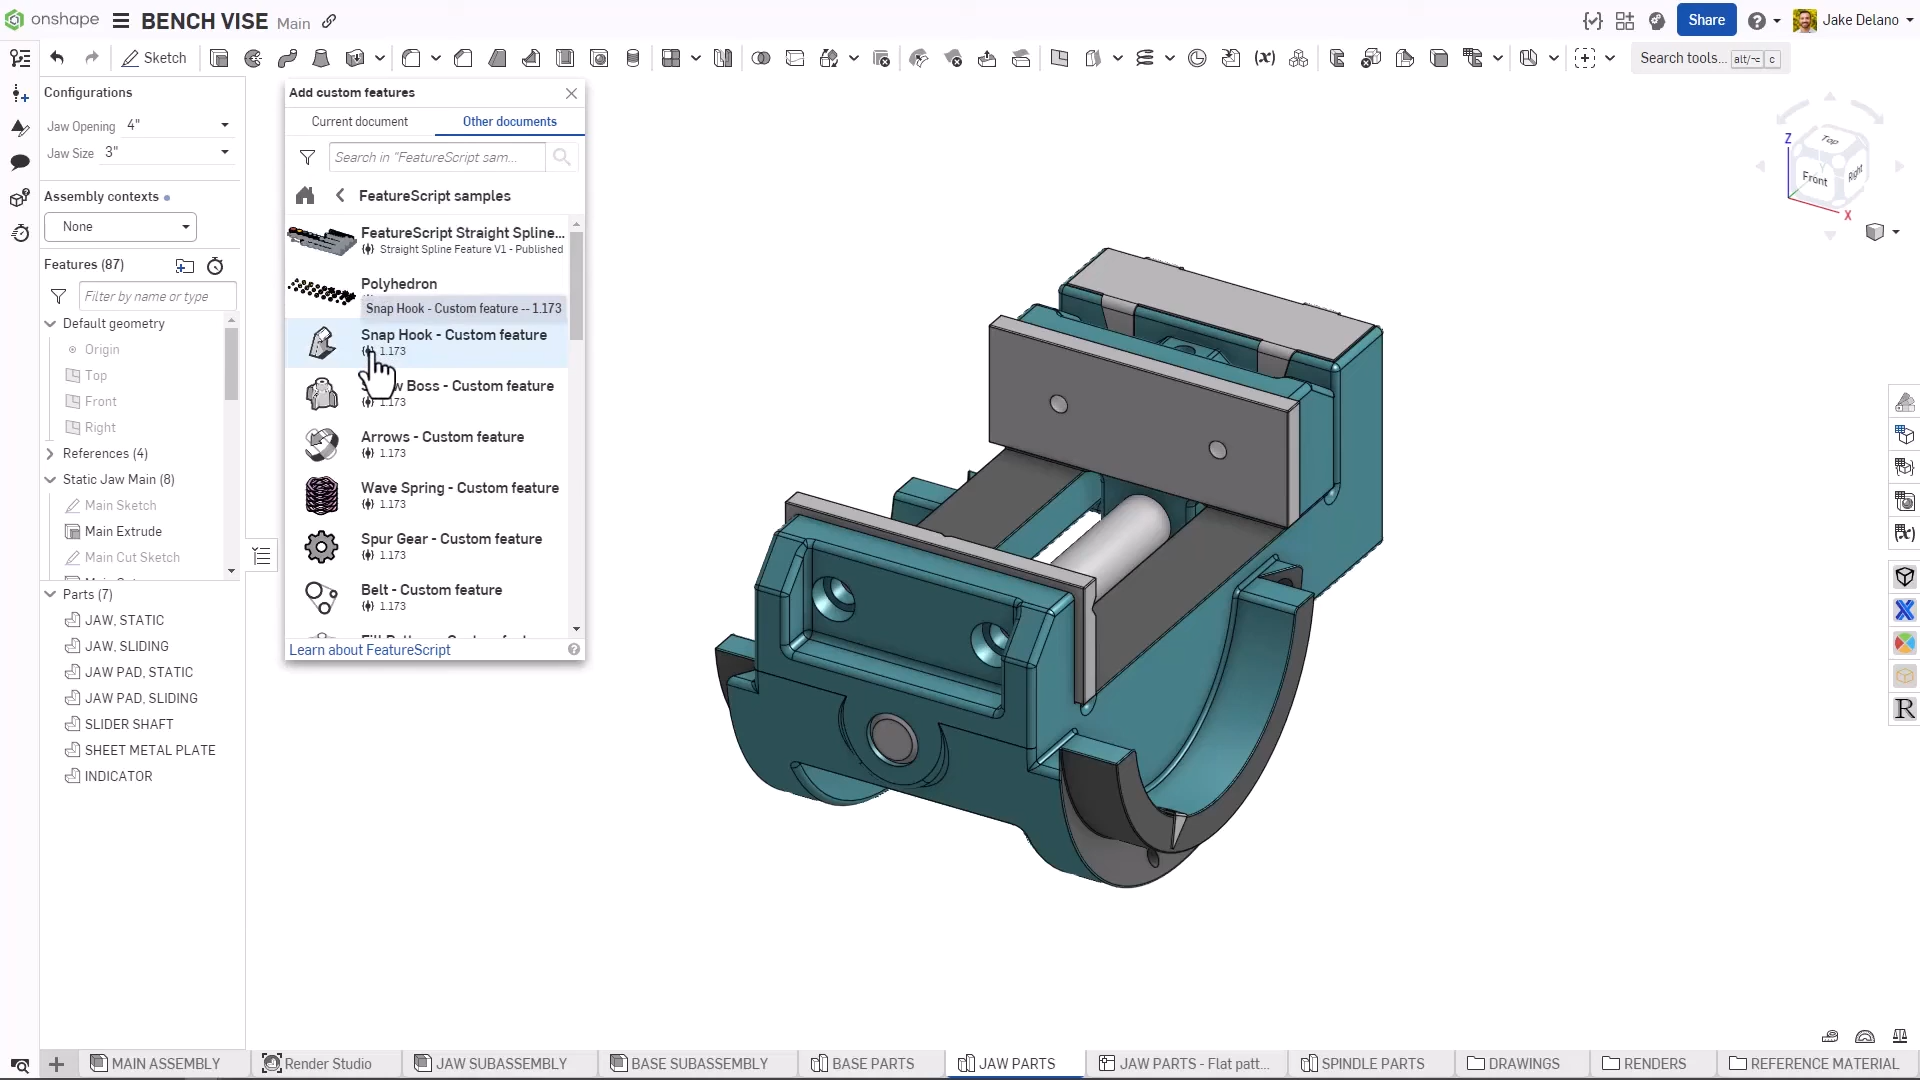 onshape BENCH VISE Main Share Jake Delano
Sketch (x) Search tools... alt/⌥ c
Configurations
Jaw Opening 4"
Jaw Size 3"
Assembly contexts
None
Features (87)
Filter by name or type
Default geometry
Origin
Top
Front
Right
References (4)
Static Jaw Main (8)
Main Sketch
Main Extrude
Main Cut Sketch
Parts (7)
JAW, STATIC
JAW, SLIDING
JAW PAD, STATIC
JAW PAD, SLIDING
SLIDER SHAFT
SHEET METAL PLATE
INDICATOR
Add custom features
Current document Other documents
Search in "FeatureScript sam...
FeatureScript samples
FeatureScript Straight Spline...
Straight Spline Feature V1 - Published
Polyhedron
Snap Hook - Custom feature -- 1.173
Snap Hook - Custom feature
1.173
Boss - Custom feature
1.173
Arrows - Custom feature
1.173
Wave Spring - Custom feature
1.173
Spur Gear - Custom feature
1.173
Belt - Custom feature
1.173
Learn about FeatureScript
Z
Top
Front
Right
X
(x)
R
MAIN ASSEMBLY Render Studio JAW SUBASSEMBLY BASE SUBASSEMBLY BASE PARTS JAW PARTS JAW PARTS - Flat patt... SPINDLE PARTS DRAWINGS RENDERS REFERENCE MATERIAL